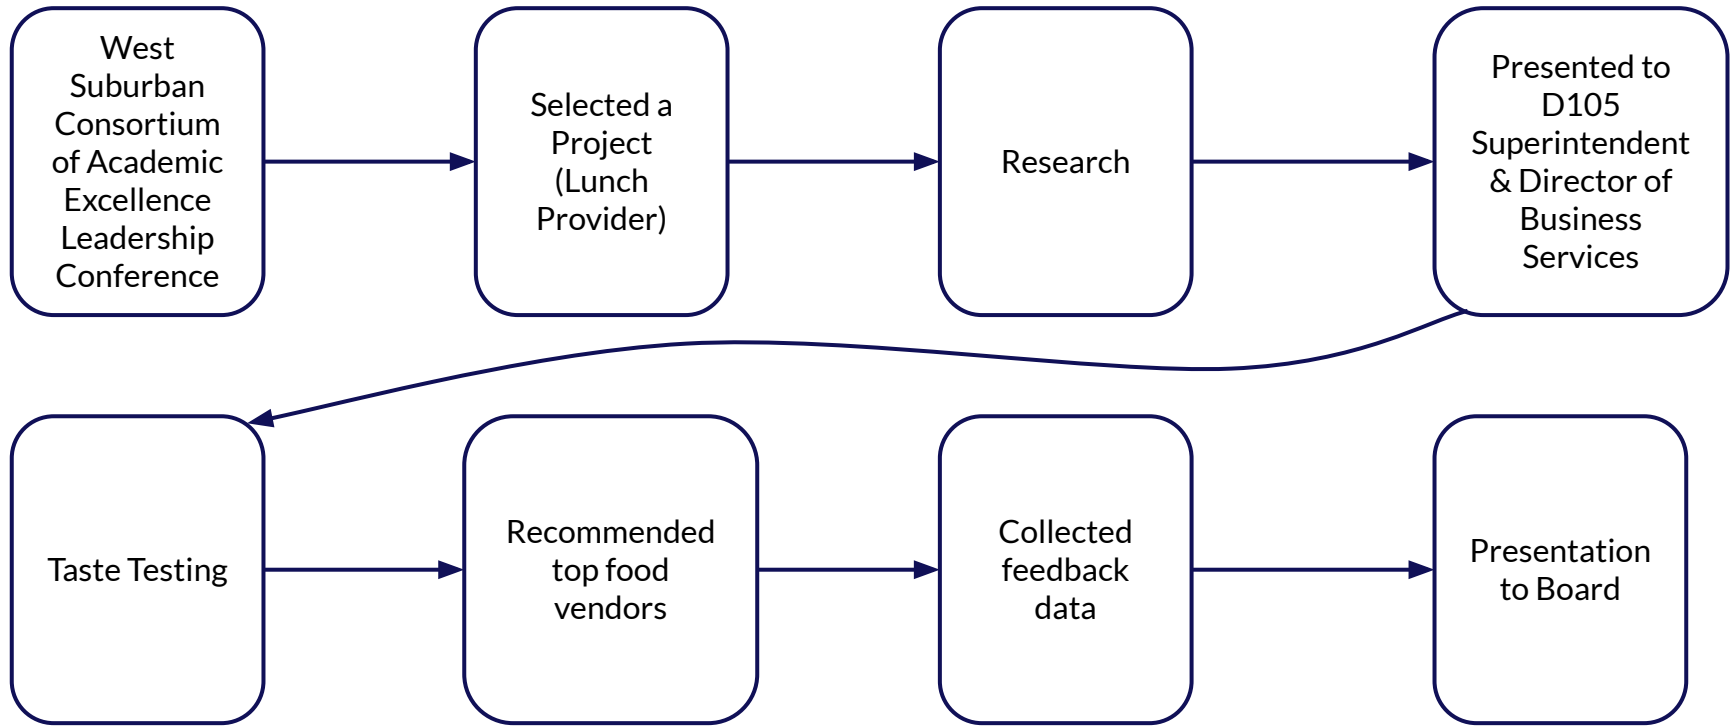 West
Suburban
Consortium
of Academic
Excellence
Leadership
Conference
Selected a
Project
(Lunch
Provider)
Research
Presented to
D105
Superintendent
& Director of
Business
Services
Taste Testing
Recommended
top food
vendors
Collected
feedback
data
Presentation
to Board